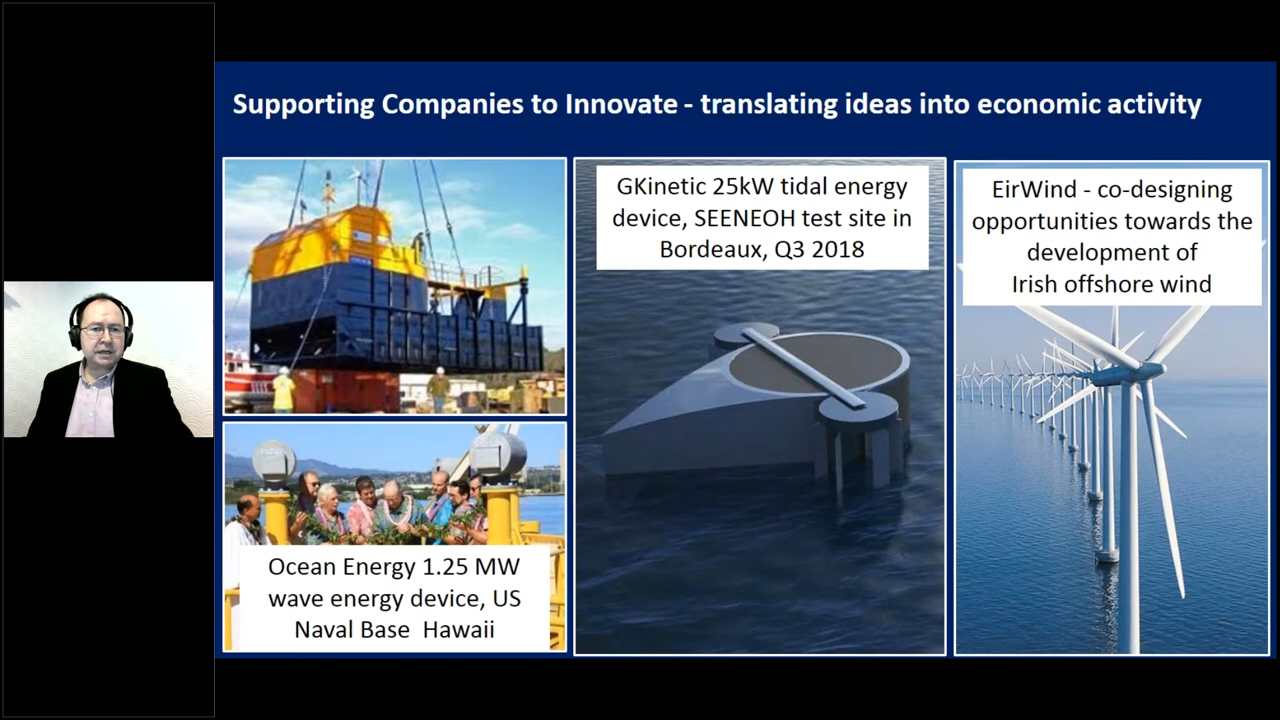 Supporting Companies to Innovate - translating ideas into economic activity
Ocean Energy 1.25 MW
wave energy device, US
Naval Base Hawaii
GKinetic 25kW tidal energy
device, SEENEOH test site in
Bordeaux, Q3 2018
EirWind - co-designing
opportunities towards the
development of
Irish offshore wind